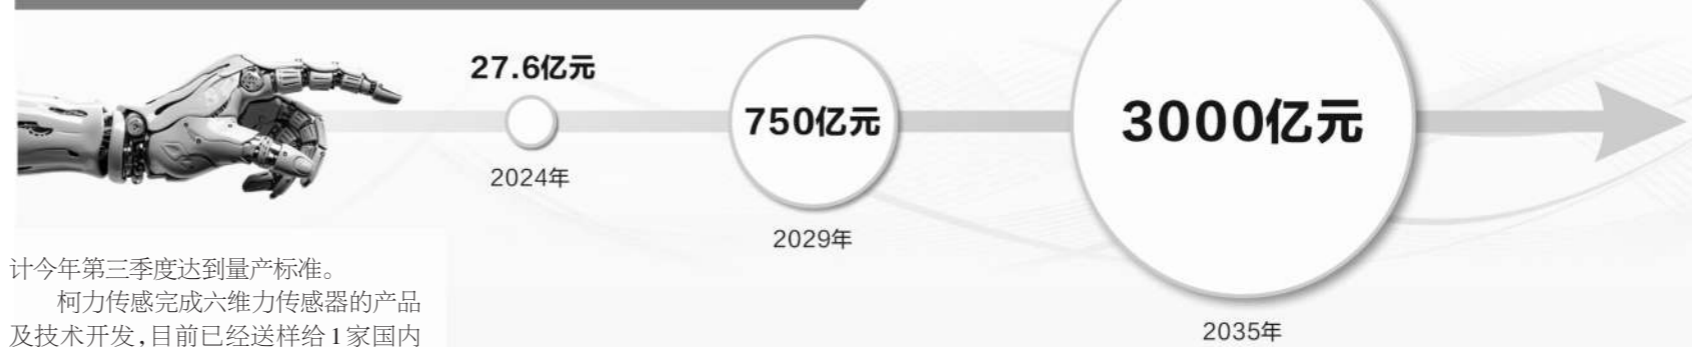 27.6亿元
2024年
750亿元
2029年
3000亿元
2035年
计今年第三季度达到量产标准。
柯力传感完成六维力传感器的产品
及技术开发,目前已经送样给1家国内